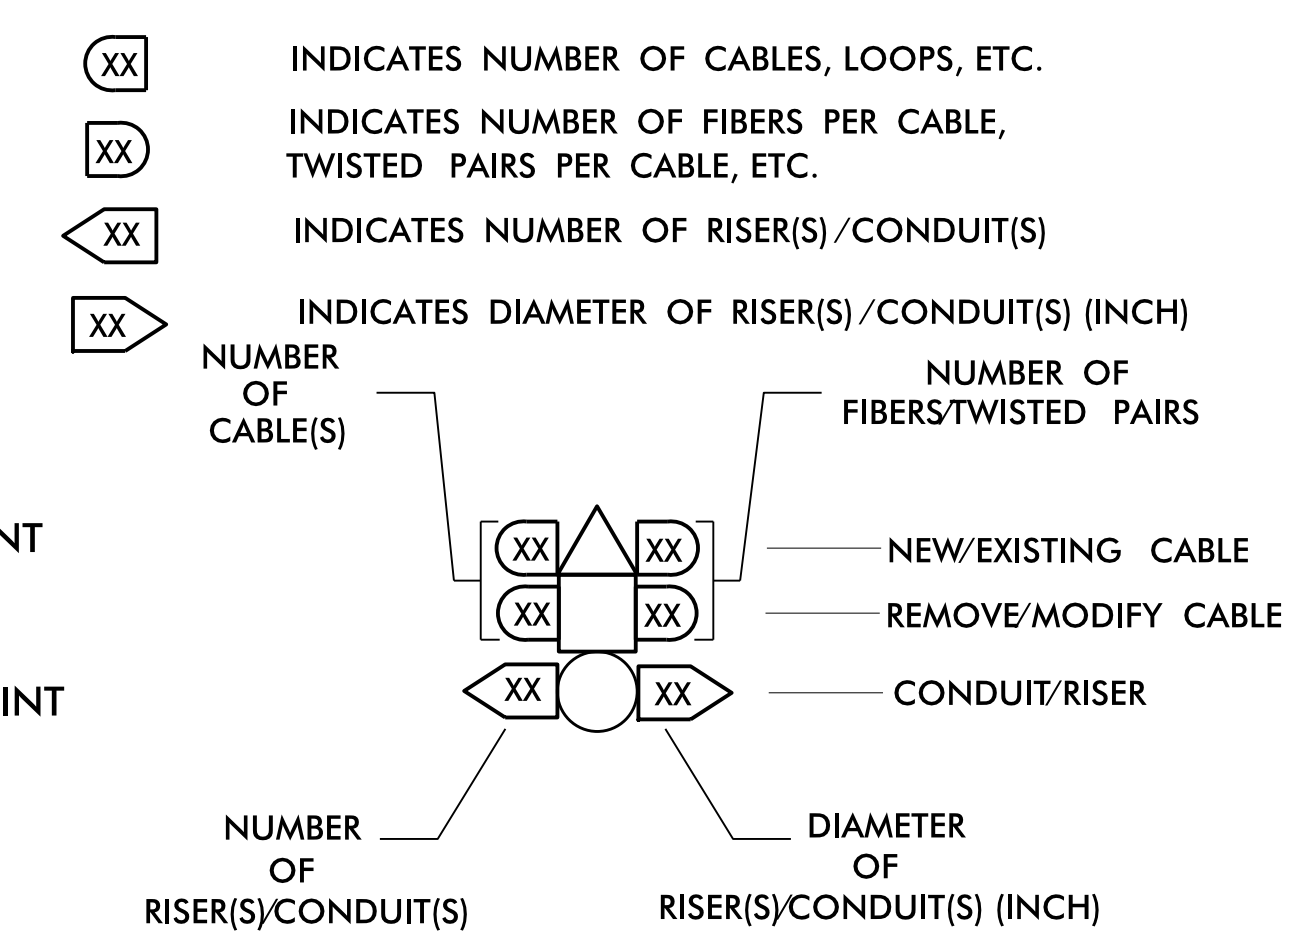 XX INDICATES NUMBER OF CABLES, LOOPS, ETC.
XX INDICATES NUMBER OF FIBERS PER CABLE,
TWISTED PAIRS PER CABLE, ETC.
XX INDICATES NUMBER OF RISER(S)/CONDUIT(S)
XX INDICATES DIAMETER OF RISER(S)/CONDUIT(S) (INCH)
NUMBER
OF
CABLE(S)
NUMBER OF
FIBERS/TWISTED PAIRS
NT
XX XX NEW/EXISTING CABLE
XX XX REMOVE/MODIFY CABLE
INT
XX XX CONDUIT/RISER
NUMBER
OF
RISER(S)/CONDUIT(S)
DIAMETER
OF
RISER(S)/CONDUIT(S) (INCH)